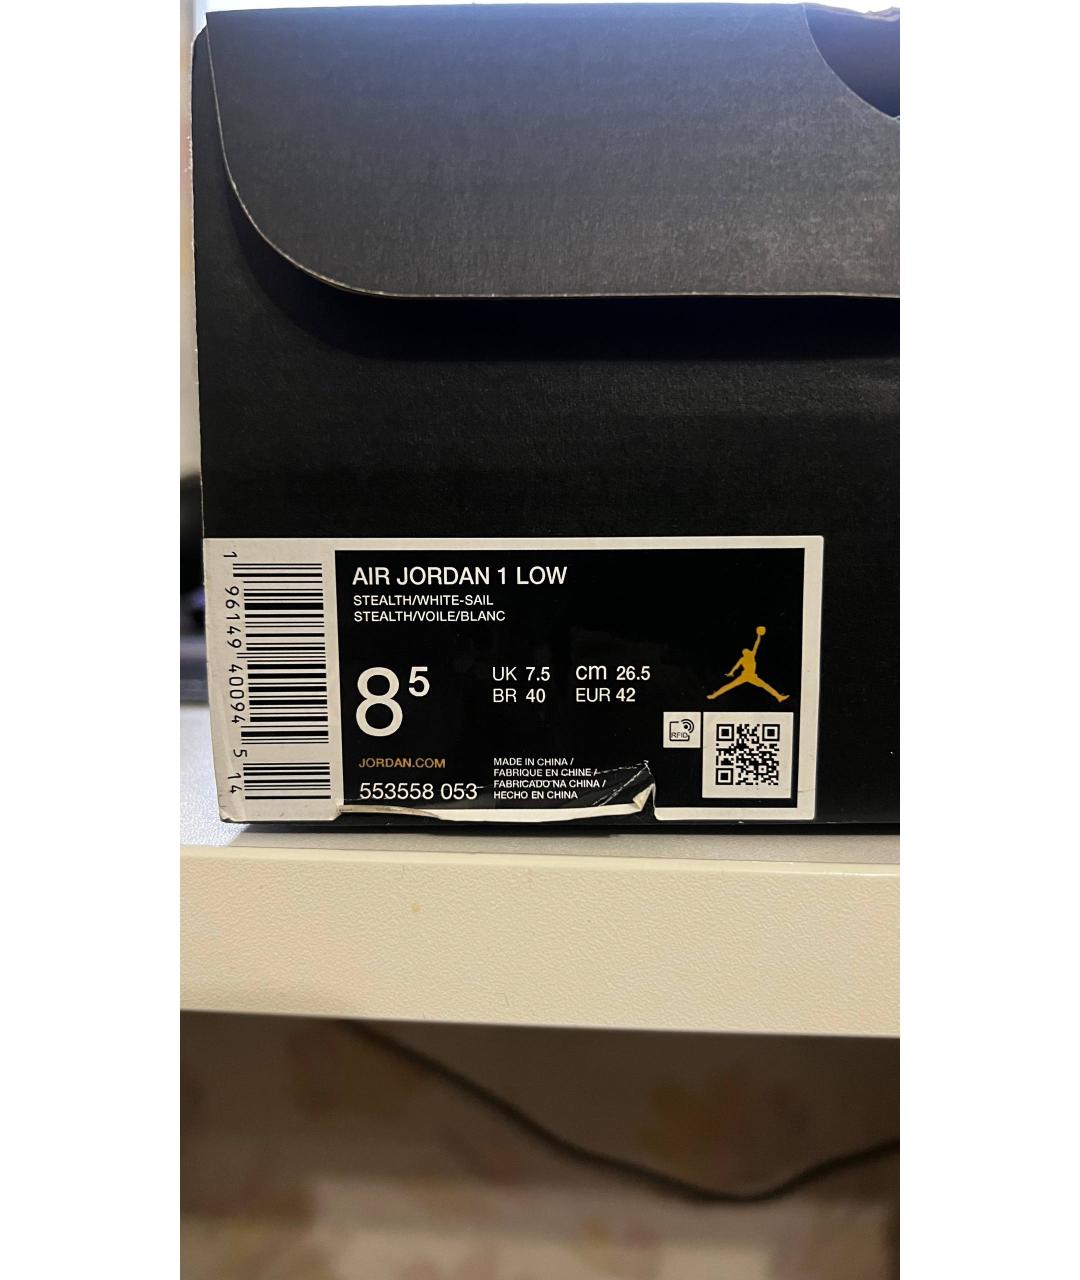 AIR JORDAN 1 LOW
STEALTH/WHITE-SAIL
STEALTH/VOILE/BLANC
8 5
UK 7.5 cm 26.5
BR 40 EUR 42
RFID
JORDAN.COM
553558 053
MADE IN CHINA /
FABRIQUE EN CHINE /
FABRICADO NA CHINA /
HECHO EN CHINA
1 96149 40094 5 14